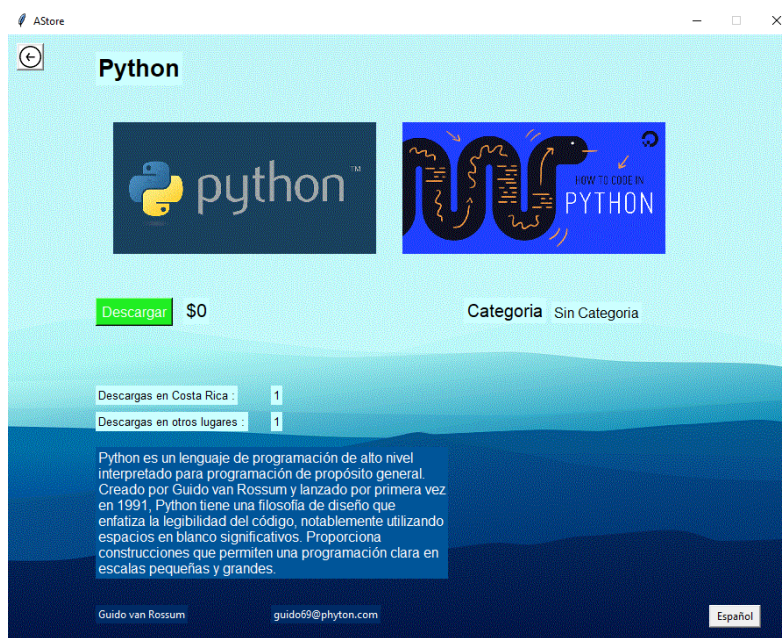 AStore
Python
python™
HOW TO CODE IN
PYTHON
Descargar $0
Categoria Sin Categoria
Descargas en Costa Rica : 1
Descargas en otros lugares : 1
Python es un lenguaje de programación de alto nivel
interpretado para programación de propósito general.
Creado por Guido van Rossum y lanzado por primera vez
en 1991, Python tiene una filosofía de diseño que
enfatiza la legibilidad del código, notablemente utilizando
espacios en blanco significativos. Proporciona
construcciones que permiten una programación clara en
escalas pequeñas y grandes.
Guido van Rossum guido69@phyton.com
Español